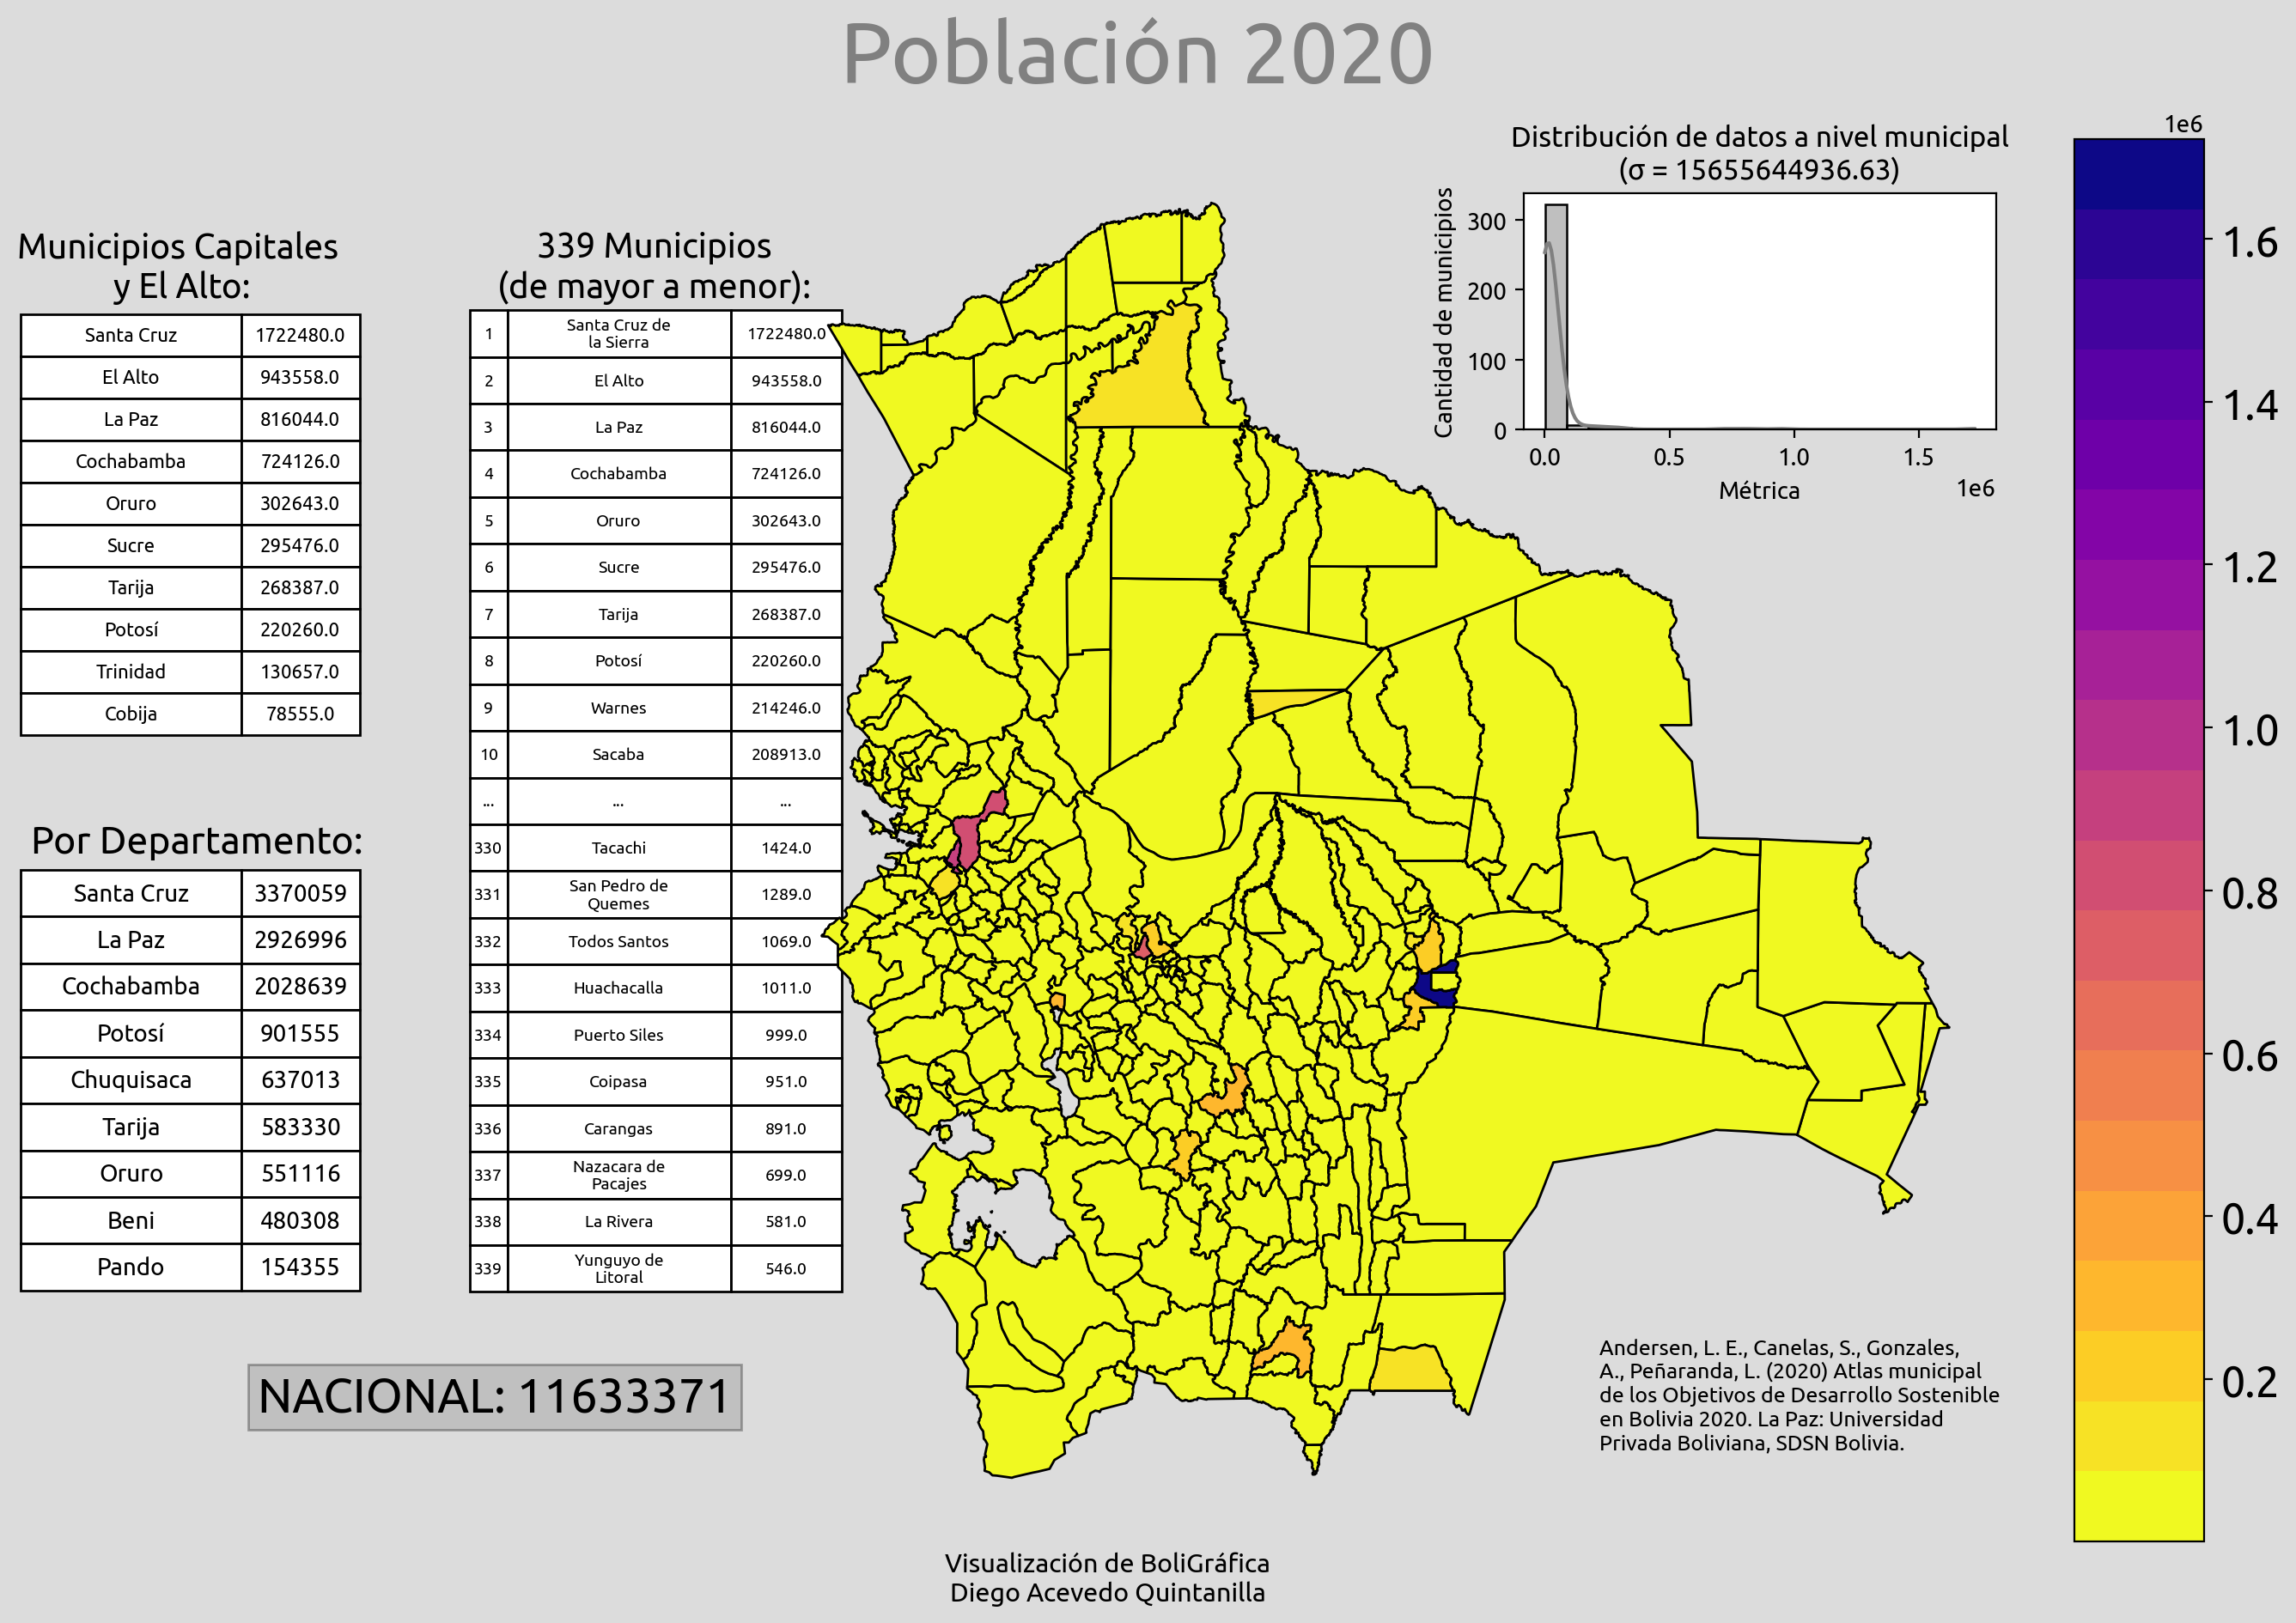 Población 2020
Municipios Capitales
y El Alto:
Santa Cruz 1722480.0
El Alto 943558.0
La Paz 816044.0
Cochabamba 724126.0
Oruro 302643.0
Sucre 295476.0
Tarija 268387.0
Potosí 220260.0
Trinidad 130657.0
Cobija 78555.0
Por Departamento:
Santa Cruz 3370059
La Paz 2926996
Cochabamba 2028639
Potosí 901555
Chuquisaca 637013
Tarija 583330
Oruro 551116
Beni 480308
Pando 154355
NACIONAL: 11633371
339 Municipios
(de mayor a menor):
1 Santa Cruz de
la Sierra 1722480.0
2 El Alto 943558.0
3 La Paz 816044.0
4 Cochabamba 724126.0
5 Oruro 302643.0
6 Sucre 295476.0
7 Tarija 268387.0
8 Potosí 220260.0
9 Warnes 214246.0
10 Sacaba 208913.0
... ... ...
330 Tacachi 1424.0
331 San Pedro de
Quemes 1289.0
332 Todos Santos 1069.0
333 Huachacalla 1011.0
334 Puerto Siles 999.0
335 Coipasa 951.0
336 Carangas 891.0
337 Nazacara de
Pacajes 699.0
338 La Rivera 581.0
339 Yunguyo de
Litoral 546.0
Distribución de datos a nivel municipal
(σ = 15655644936.63)
Cantidad de municipios
300
200
100
0
0.0 0.5 1.0 1.5
Métrica
1e6
1e6
1.6
1.4
1.2
1.0
0.8
0.6
0.4
0.2
Andersen, L. E., Canelas, S., Gonzales,
A., Peñaranda, L. (2020) Atlas municipal
de los Objetivos de Desarrollo Sostenible
en Bolivia 2020. La Paz: Universidad
Privada Boliviana, SDSN Bolivia.
Visualización de BoliGráfica
Diego Acevedo Quintanilla